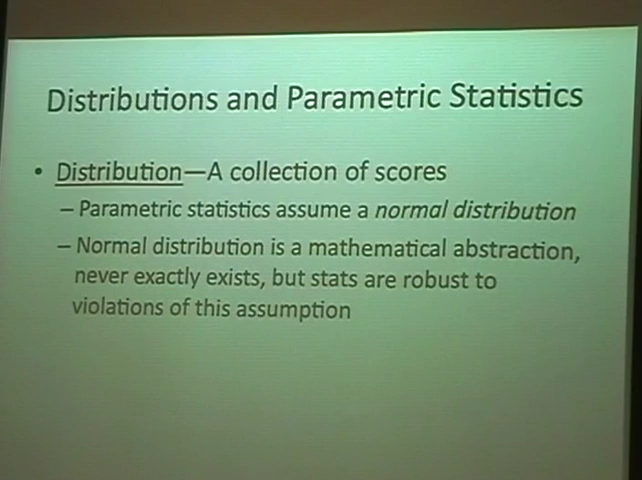 Distributions and Parametric Statistics
• Distribution—A collection of scores
– Parametric statistics assume a normal distribution
– Normal distribution is a mathematical abstraction,
never exactly exists, but stats are robust to
violations of this assumption